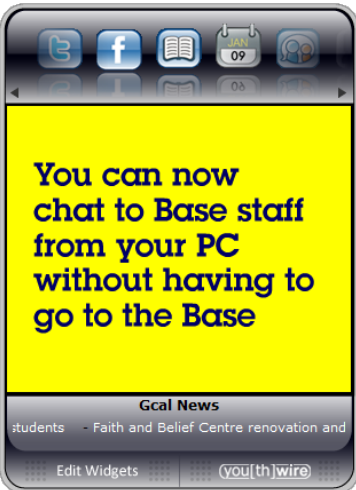 JAN
09
You can now
chat to Base staff
from your PC
without having to
go to the Base
Gcal News
students - Faith and Belief Centre renovation and
Edit Widgets
you[th]wire